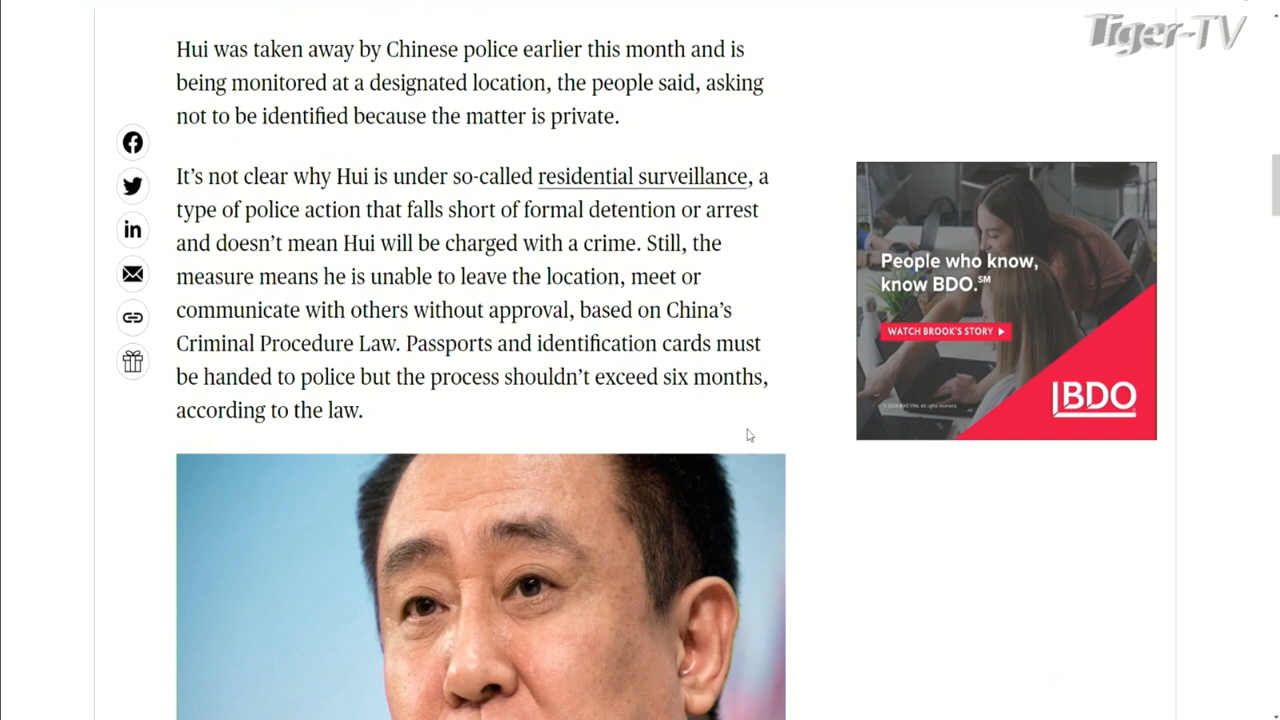 Tiger-TV
Hui was taken away by Chinese police earlier this month and is
being monitored at a designated location, the people said, asking
not to be identified because the matter is private.
It’s not clear why Hui is under so-called residential surveillance, a
type of police action that falls short of formal detention or arrest
and doesn’t mean Hui will be charged with a crime. Still, the
measure means he is unable to leave the location, meet or
communicate with others without approval, based on China’s
Criminal Procedure Law. Passports and identification cards must
be handed to police but the process shouldn’t exceed six months,
according to the law.
People who know,
know BDO.℠
WATCH BROOK'S STORY
BDO